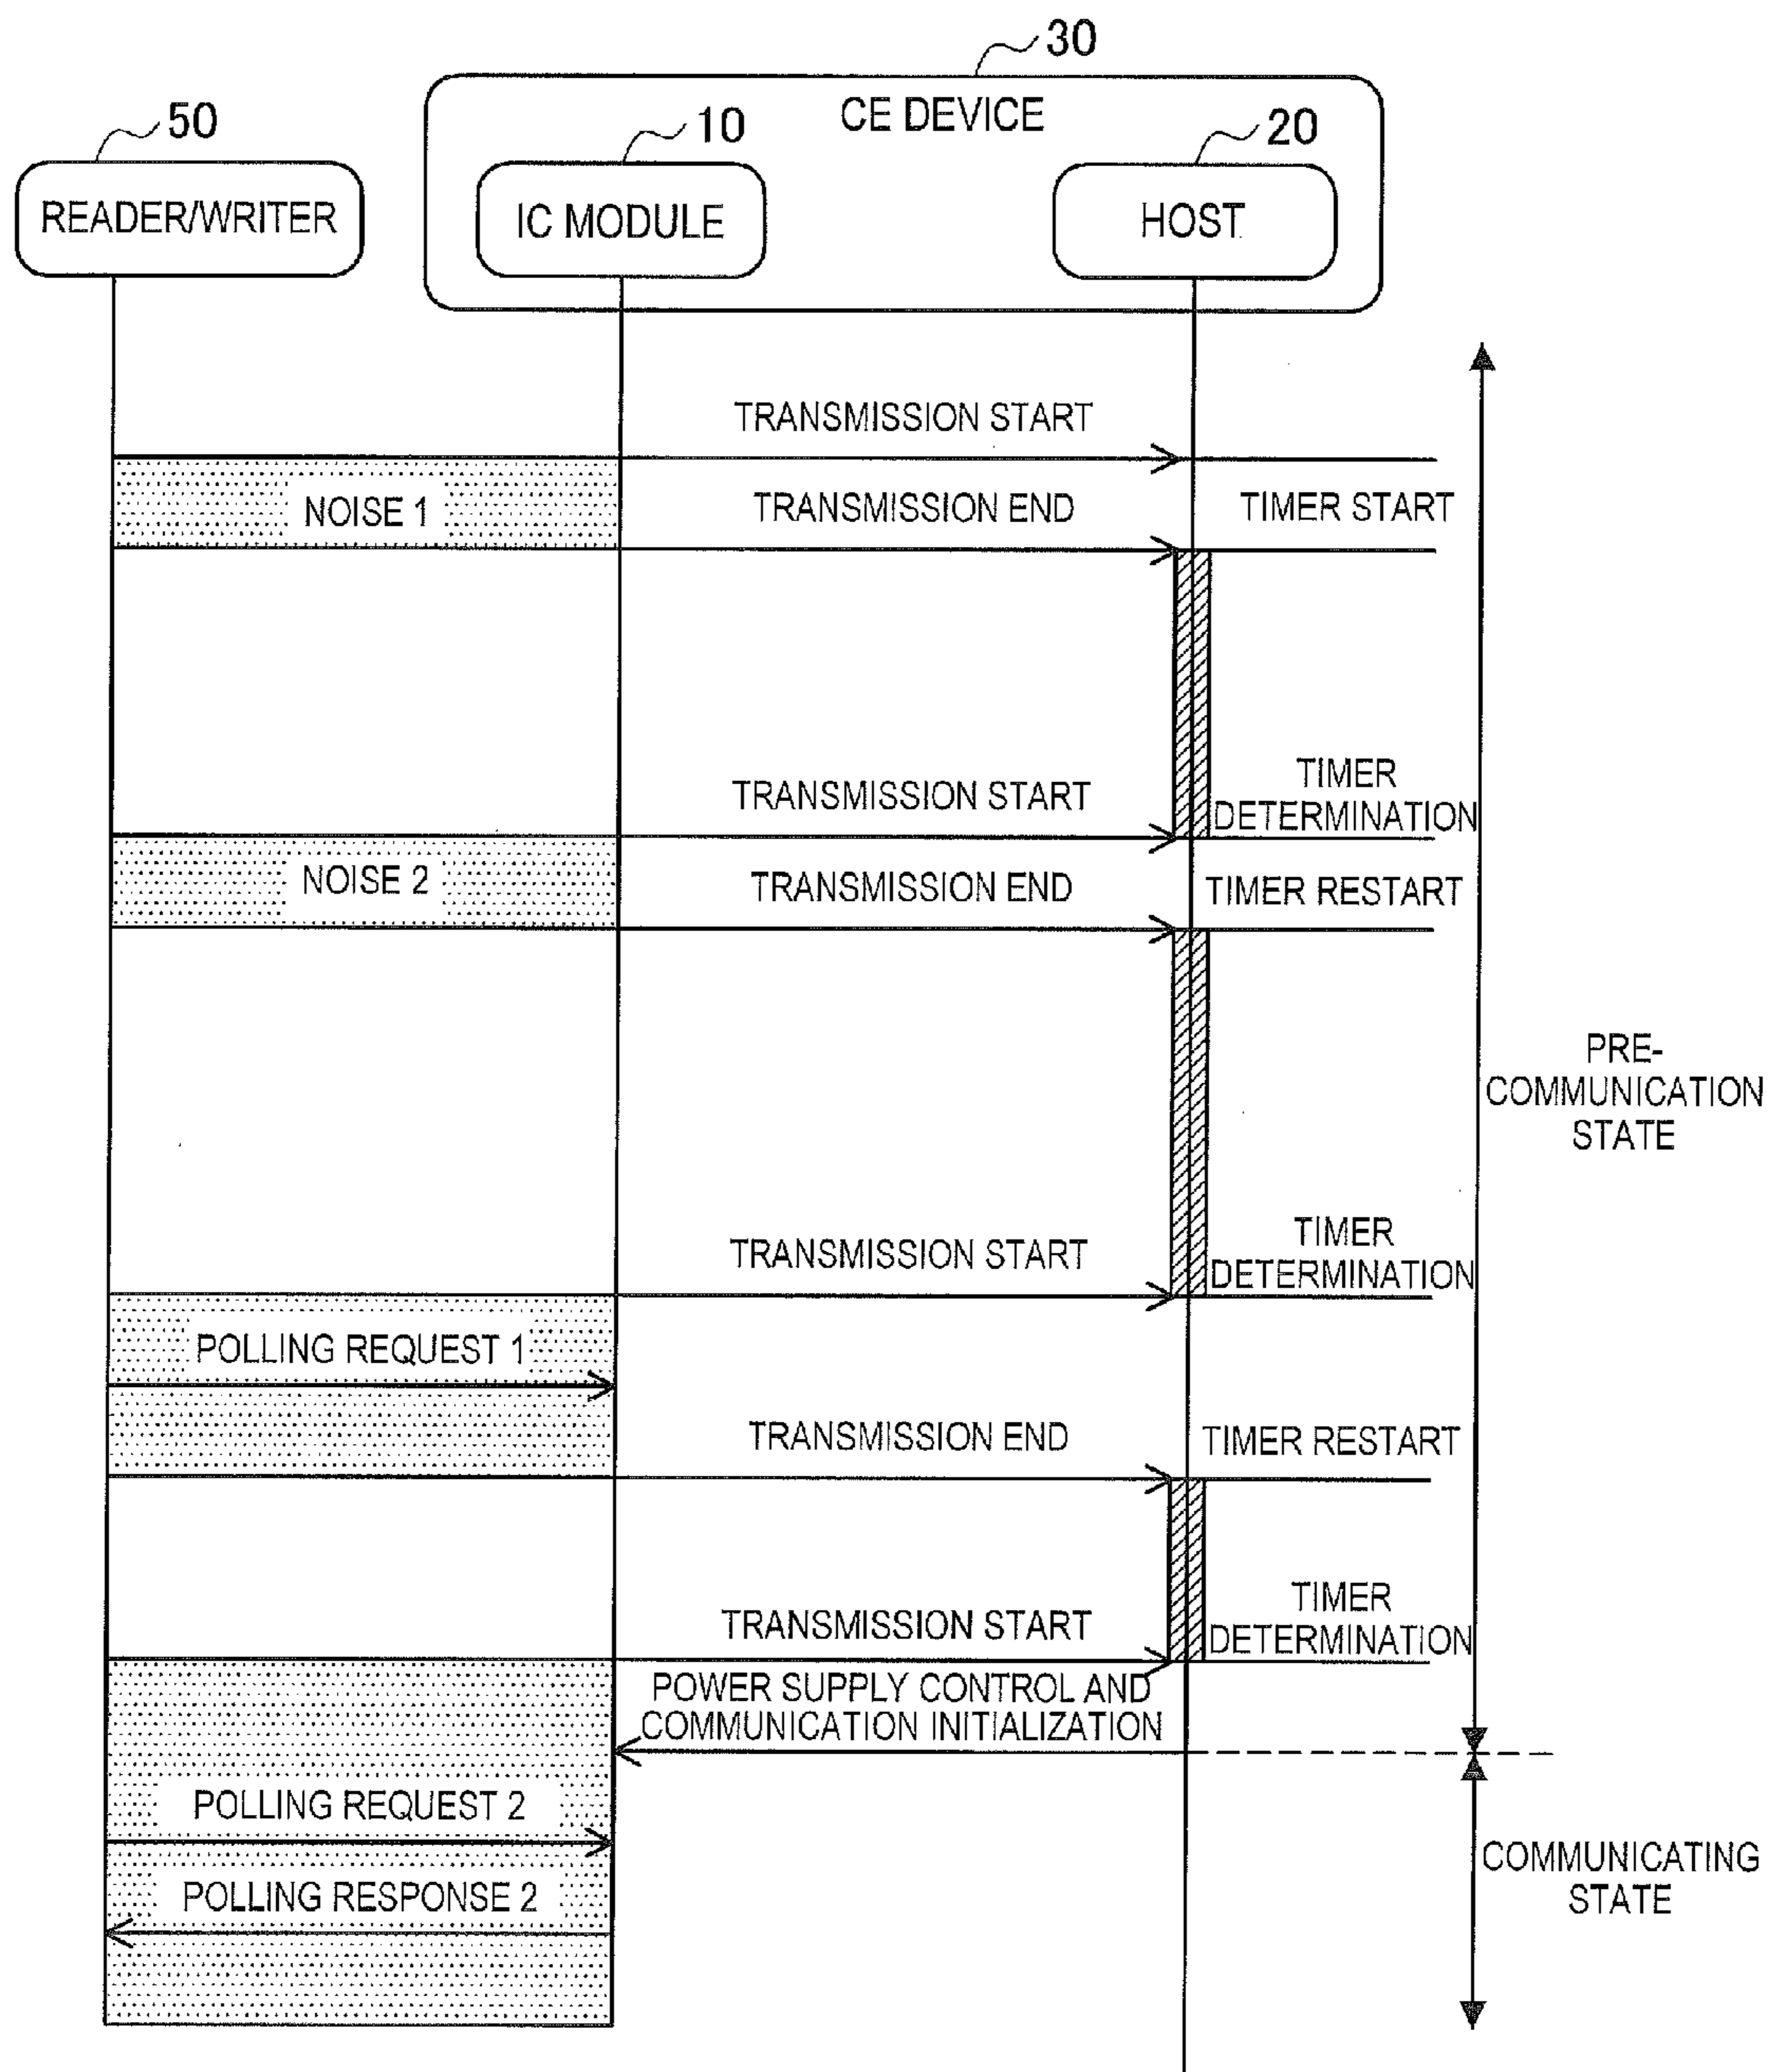 30
CE DEVICE
50
10
20
READER/WRITER
IC MODULE
HOST
TRANSMISSION START
NOISE 1
TRANSMISSION END
TIMER START
TRANSMISSION START
TIMER
DETERMINATION
NOISE 2
TRANSMISSION END
TIMER RESTART
PRE-
COMMUNICATION
STATE
TRANSMISSION START
TIMER
DETERMINATION
POLLING REQUEST 1
TRANSMISSION END
TIMER RESTART
TRANSMISSION START
TIMER
DETERMINATION
POWER SUPPLY CONTROL AND
COMMUNICATION INITIALIZATION
POLLING REQUEST 2
COMMUNICATING
STATE
POLLING RESPONSE 2